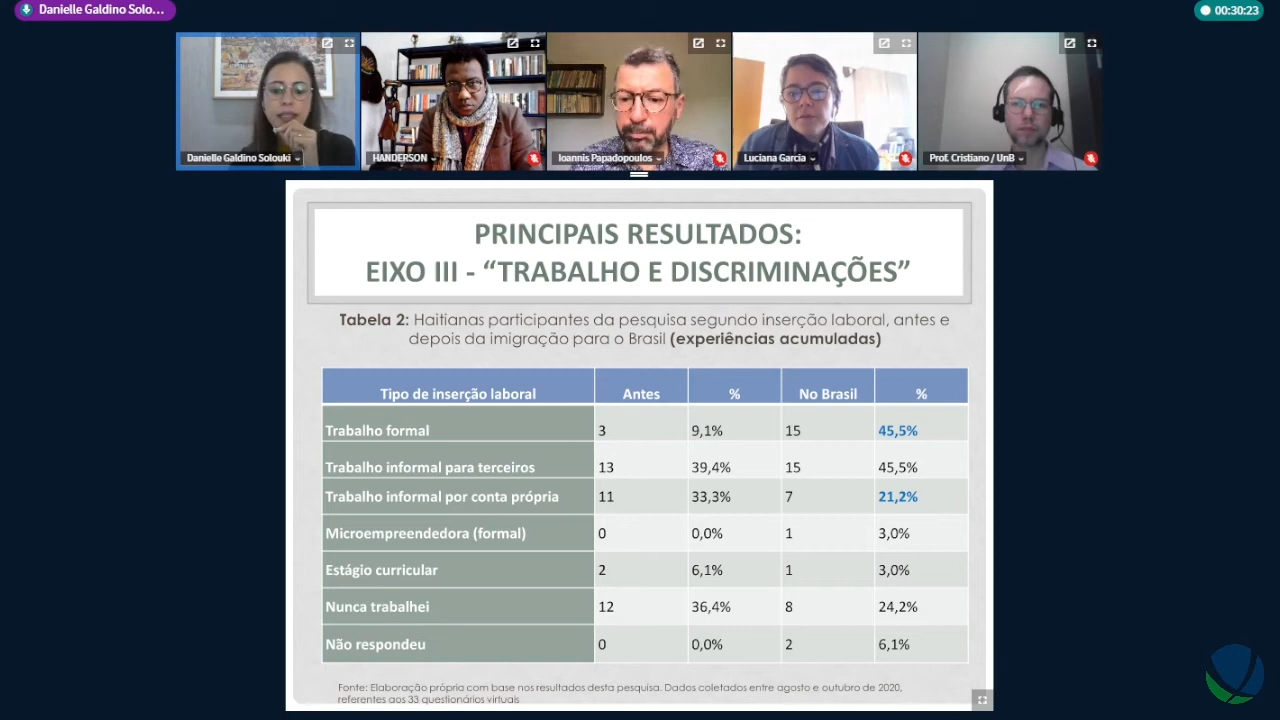 Danielle Galdino Solo...
00:30:23
Danielle Galdino Solouki
HANDERSON
Ioannis Papadopoulos
Luciana Garcia
Prof. Cristiano / UnB
PRINCIPAIS RESULTADOS:
EIXO III - “TRABALHO E DISCRIMINAÇÕES”
Tabela 2: Haitianas participantes da pesquisa segundo inserção laboral, antes e
depois da imigração para o Brasil (experiências acumuladas)
Tipo de inserção laboral Antes % No Brasil %
Trabalho formal 3 9,1% 15 45,5%
Trabalho informal para terceiros 13 39,4% 15 45,5%
Trabalho informal por conta própria 11 33,3% 7 21,2%
Microempreendedora (formal) 0 0,0% 1 3,0%
Estágio curricular 2 6,1% 1 3,0%
Nunca trabalhei 12 36,4% 8 24,2%
Não respondeu 0 0,0% 2 6,1%
Fonte: Elaboração própria com base nos resultados desta pesquisa. Dados coletados entre agosto e outubro de 2020,
referentes aos 33 questionários virtuais